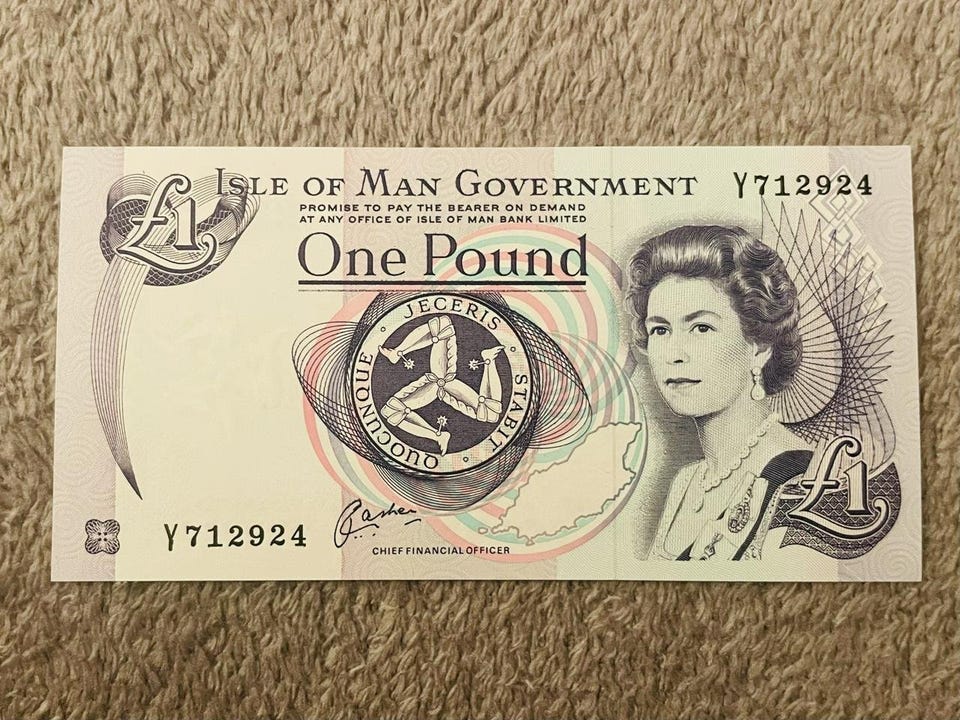 £1
ISLE OF MAN GOVERNMENT
Y712924
PROMISE TO PAY THE BEARER ON DEMAND
AT ANY OFFICE OF ISLE OF MAN BANK LIMITED
One Pound
QUOCUNQUE JECERIS STABIT
£1
Y712924
CHIEF FINANCIAL OFFICER